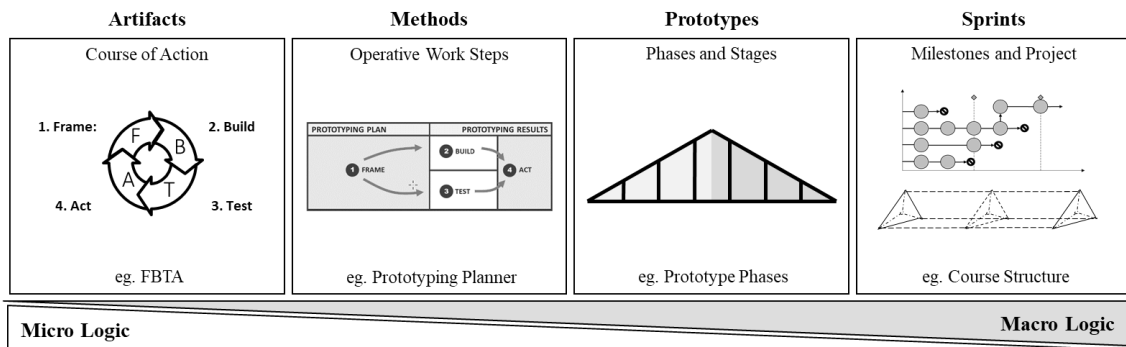 Artifacts
Course of Action
1. Frame:
2. Build
F
B
A
T
4. Act
3. Test
eg. FBTA
Methods
Operative Work Steps
PROTOTYPING PLAN
PROTOTYPING RESULTS
1 FRAME
2 BUILD
3 TEST
4 ACT
eg. Prototyping Planner
Prototypes
Phases and Stages
eg. Prototype Phases
Sprints
Milestones and Project
eg. Course Structure
Micro Logic
Macro Logic